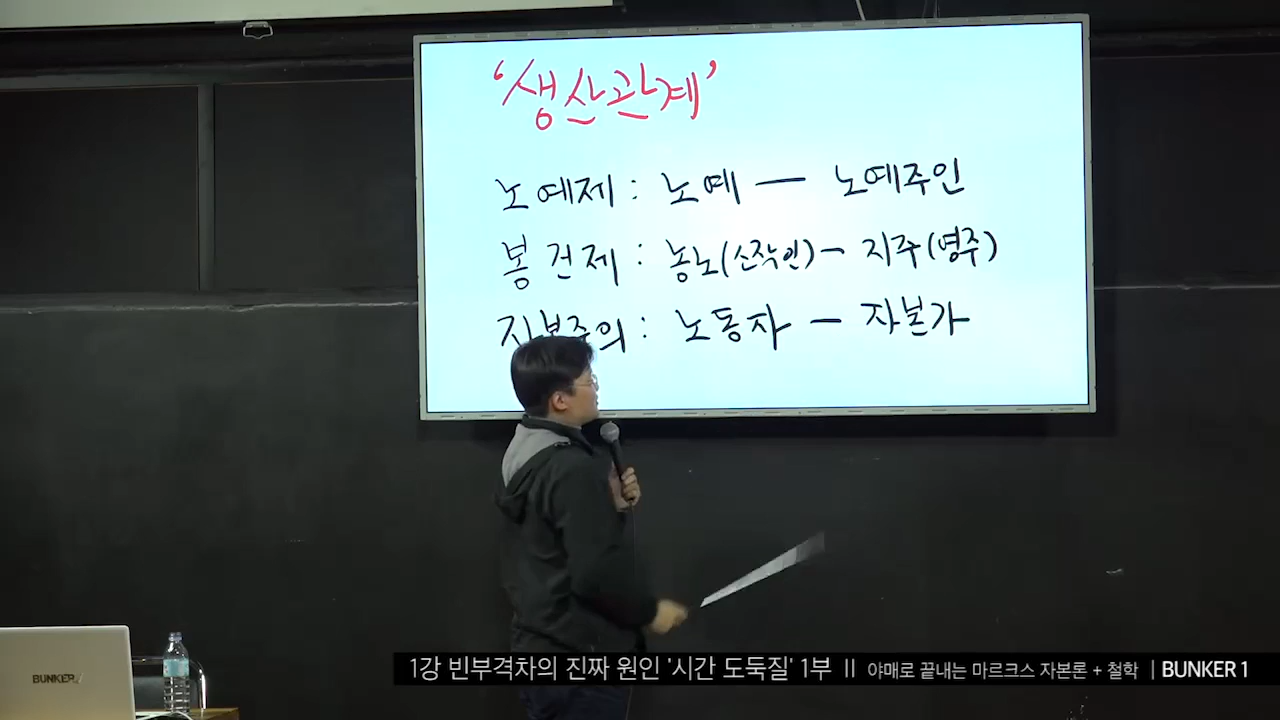 '생산관계'
노예제 : 노예 — 노예주인
봉건제 : 농노(소작인) — 지주(영주)
자본주의 : 노동자 — 자본가
BUNKER 1
1강 빈부격차의 진짜 원인 '시간 도둑질' 1부 II 야매로 끝내는 마르크스 자본론 + 철학 | BUNKER 1